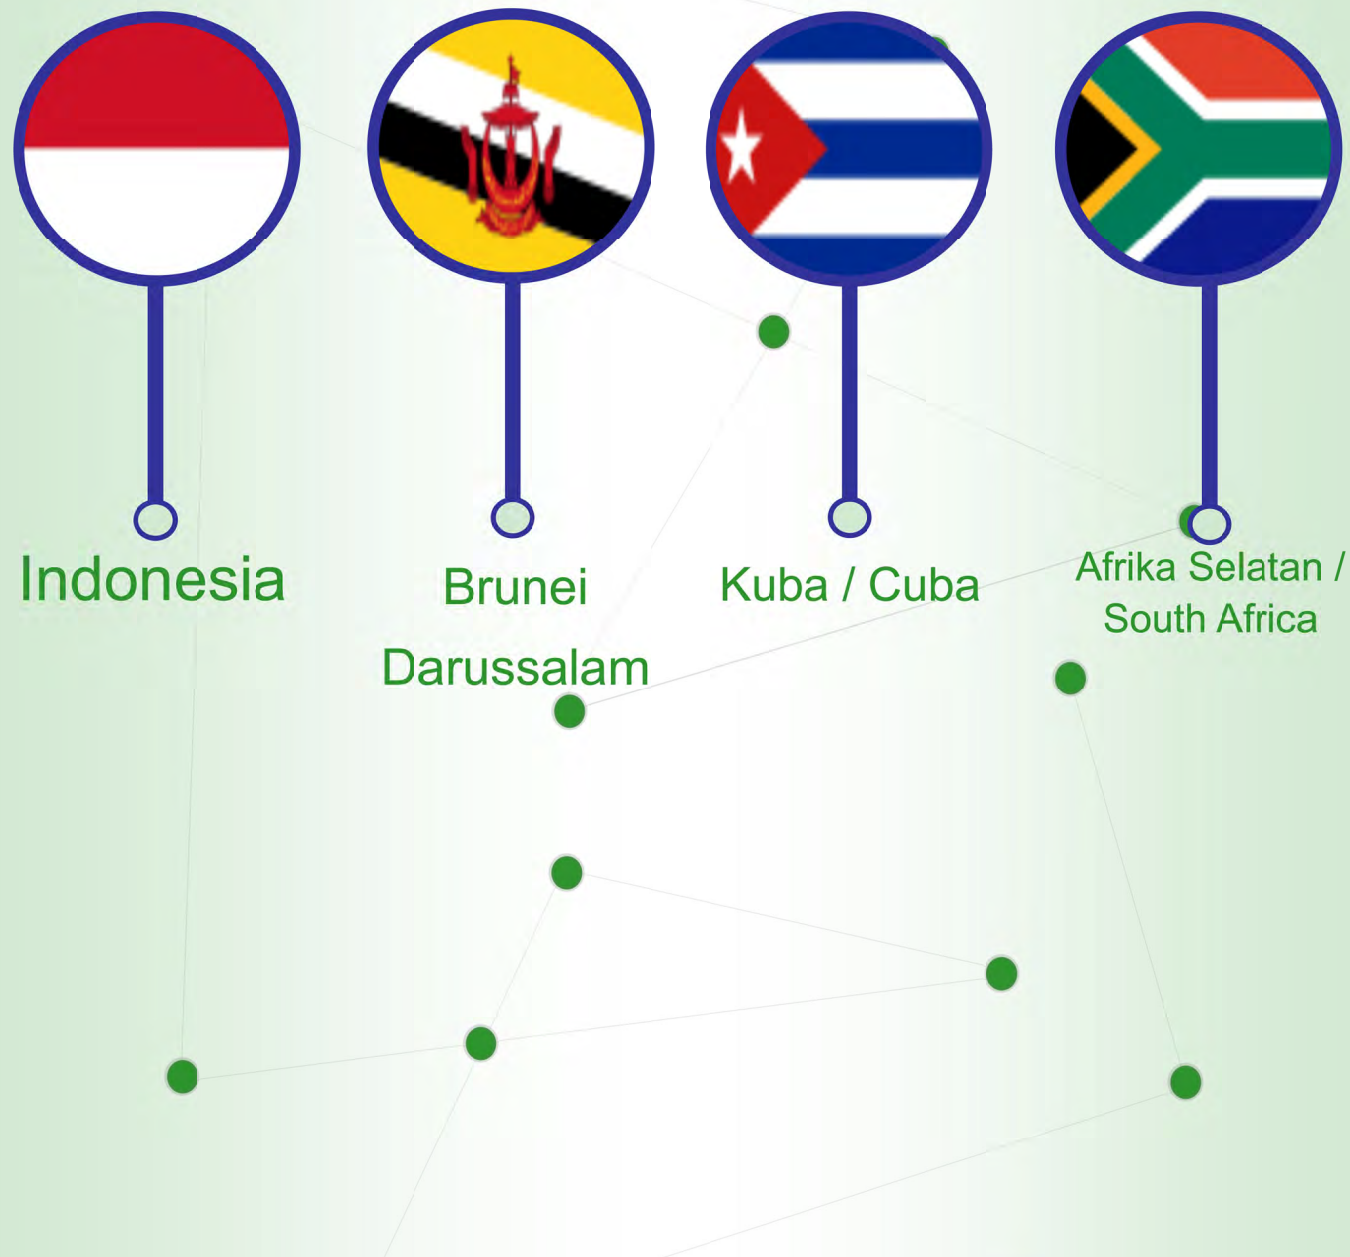 Indonesia
Brunei
Darussalam
Kuba / Cuba
Afrika Selatan /
South Africa